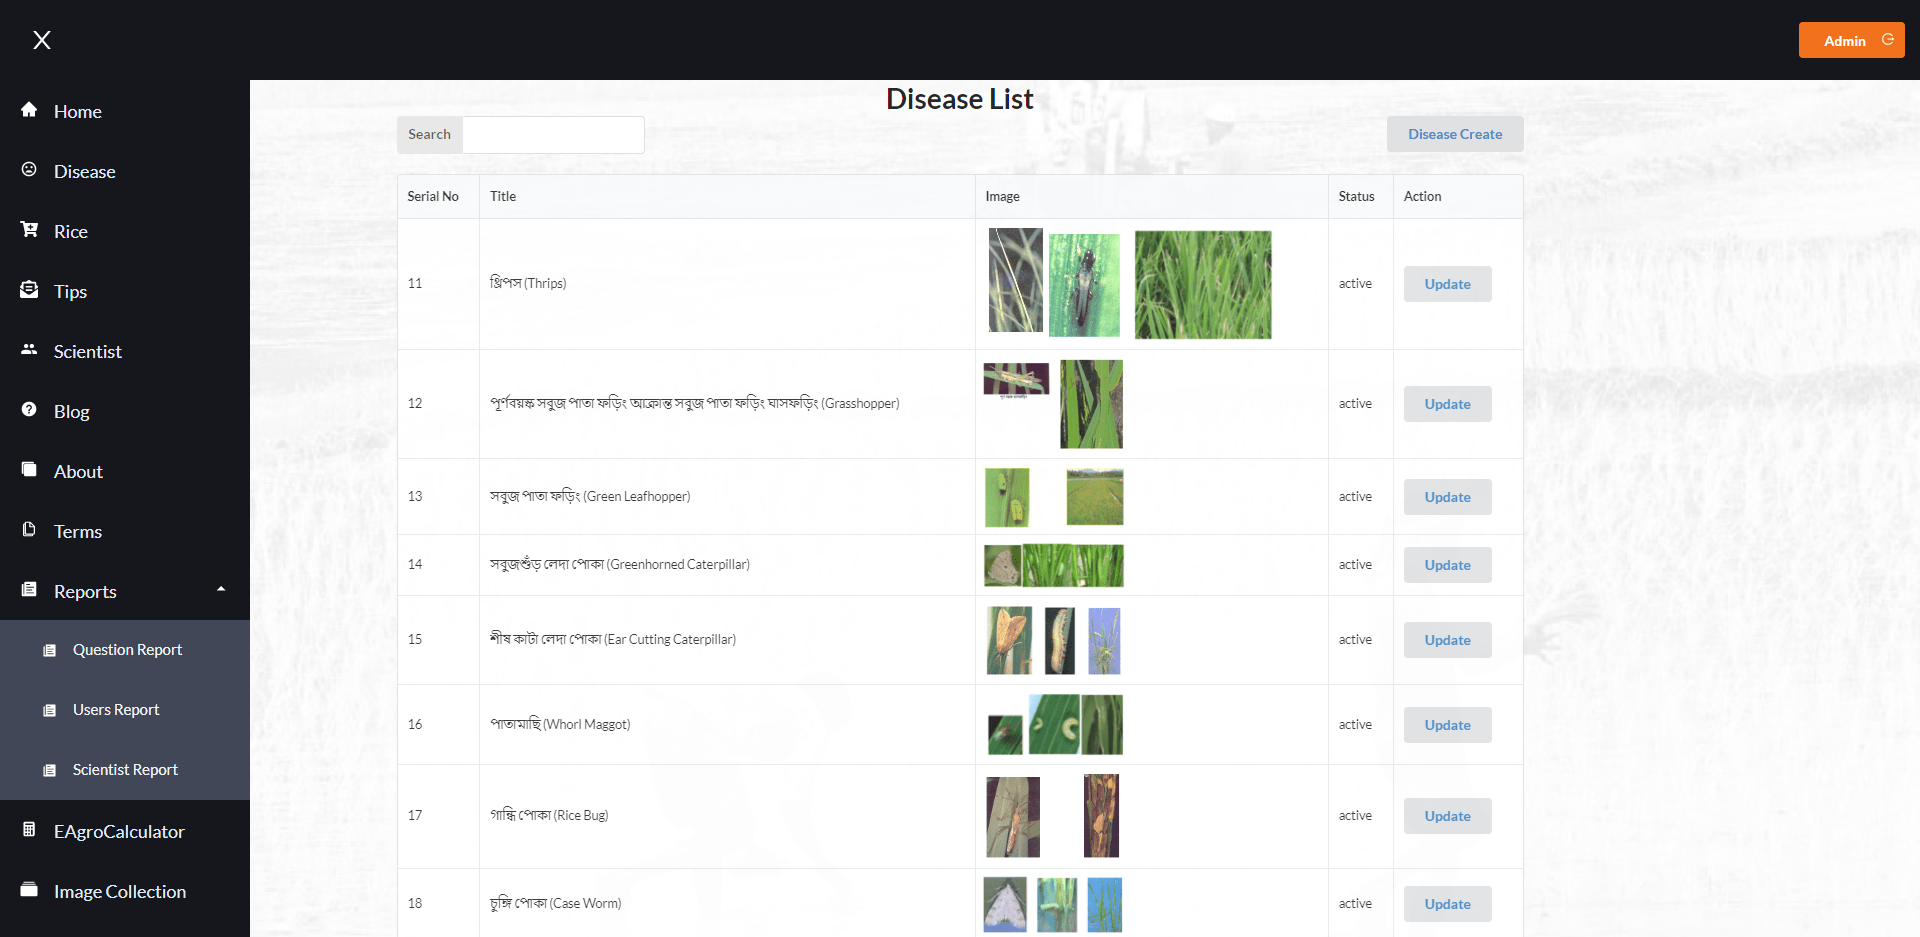 X
Admin
Home
Disease
Rice
Tips
Scientist
Blog
About
Terms
Reports
Question Report
Users Report
Scientist Report
EAgroCalculator
Image Collection
Disease List
Search
Disease Create
Serial No Title Image Status Action
11 থ্রিপস (Thrips) active Update
12 পূর্ণবয়স্ক সবুজ পাতা ফড়িং আক্রান্ত সবুজ পাতা ফড়িং ঘাসফড়িং (Grasshopper) active Update
13 সবুজ পাতা ফড়িং (Green Leafhopper) active Update
14 সবুজশুঁড় লেদা পোকা (Greenhorned Caterpillar) active Update
15 শীষ কাটা লেদা পোকা (Ear Cutting Caterpillar) active Update
16 পাতামাছি (Whorl Maggot) active Update
17 গান্ধি পোকা (Rice Bug) active Update
18 চুঙ্গি পোকা (Case Worm) active Update